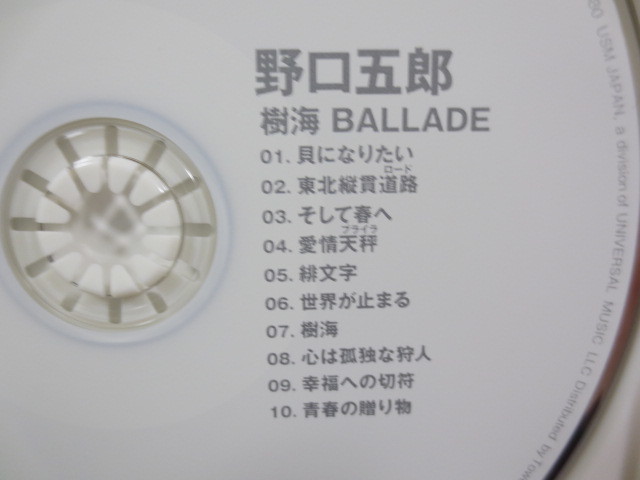 野口五郎
樹海 BALLADE
01. 貝になりたい
ロード
02. 東北縦貫道路
03. そして春へ
プライラ
04. 愛情天秤
05. 緋文字
06. 世界が止まる
07. 樹海
08. 心は孤独な狩人
09. 幸福への切符
10. 青春の贈り物
USM JAPAN, a division of UNIVERSAL MUSIC LLC Distributed by Towe